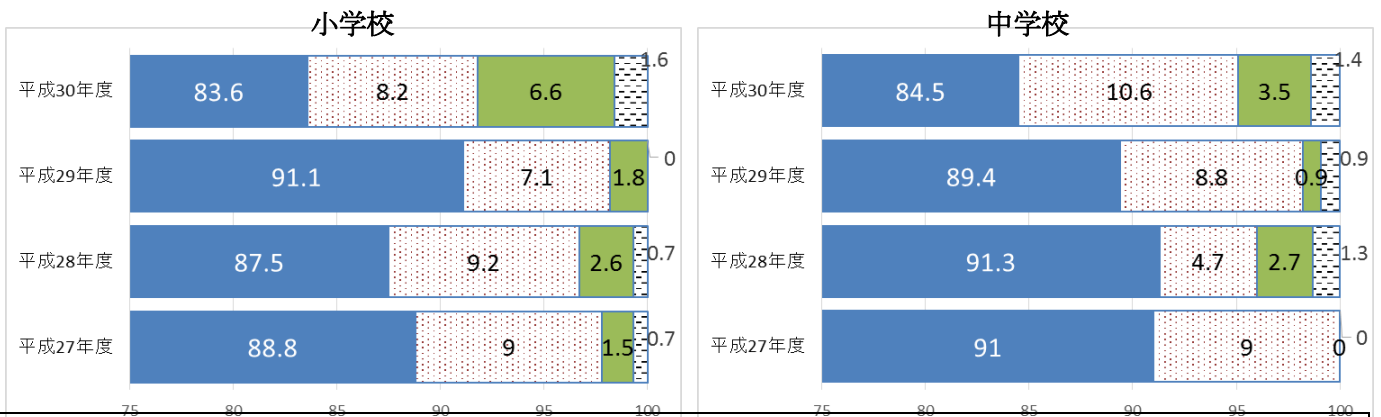 小学校
平成30年度 83.6 8.2 6.6 1.6
平成29年度 91.1 7.1 1.8 0
平成28年度 87.5 9.2 2.6 0.7
平成27年度 88.8 9 1.5 0.7
75 80 85 90 95 100
中学校
平成30年度 84.5 10.6 3.5 1.4
平成29年度 89.4 8.8 0.9 0.9
平成28年度 91.3 4.7 2.7 1.3
平成27年度 91 9 0 0
75 80 85 90 95 100